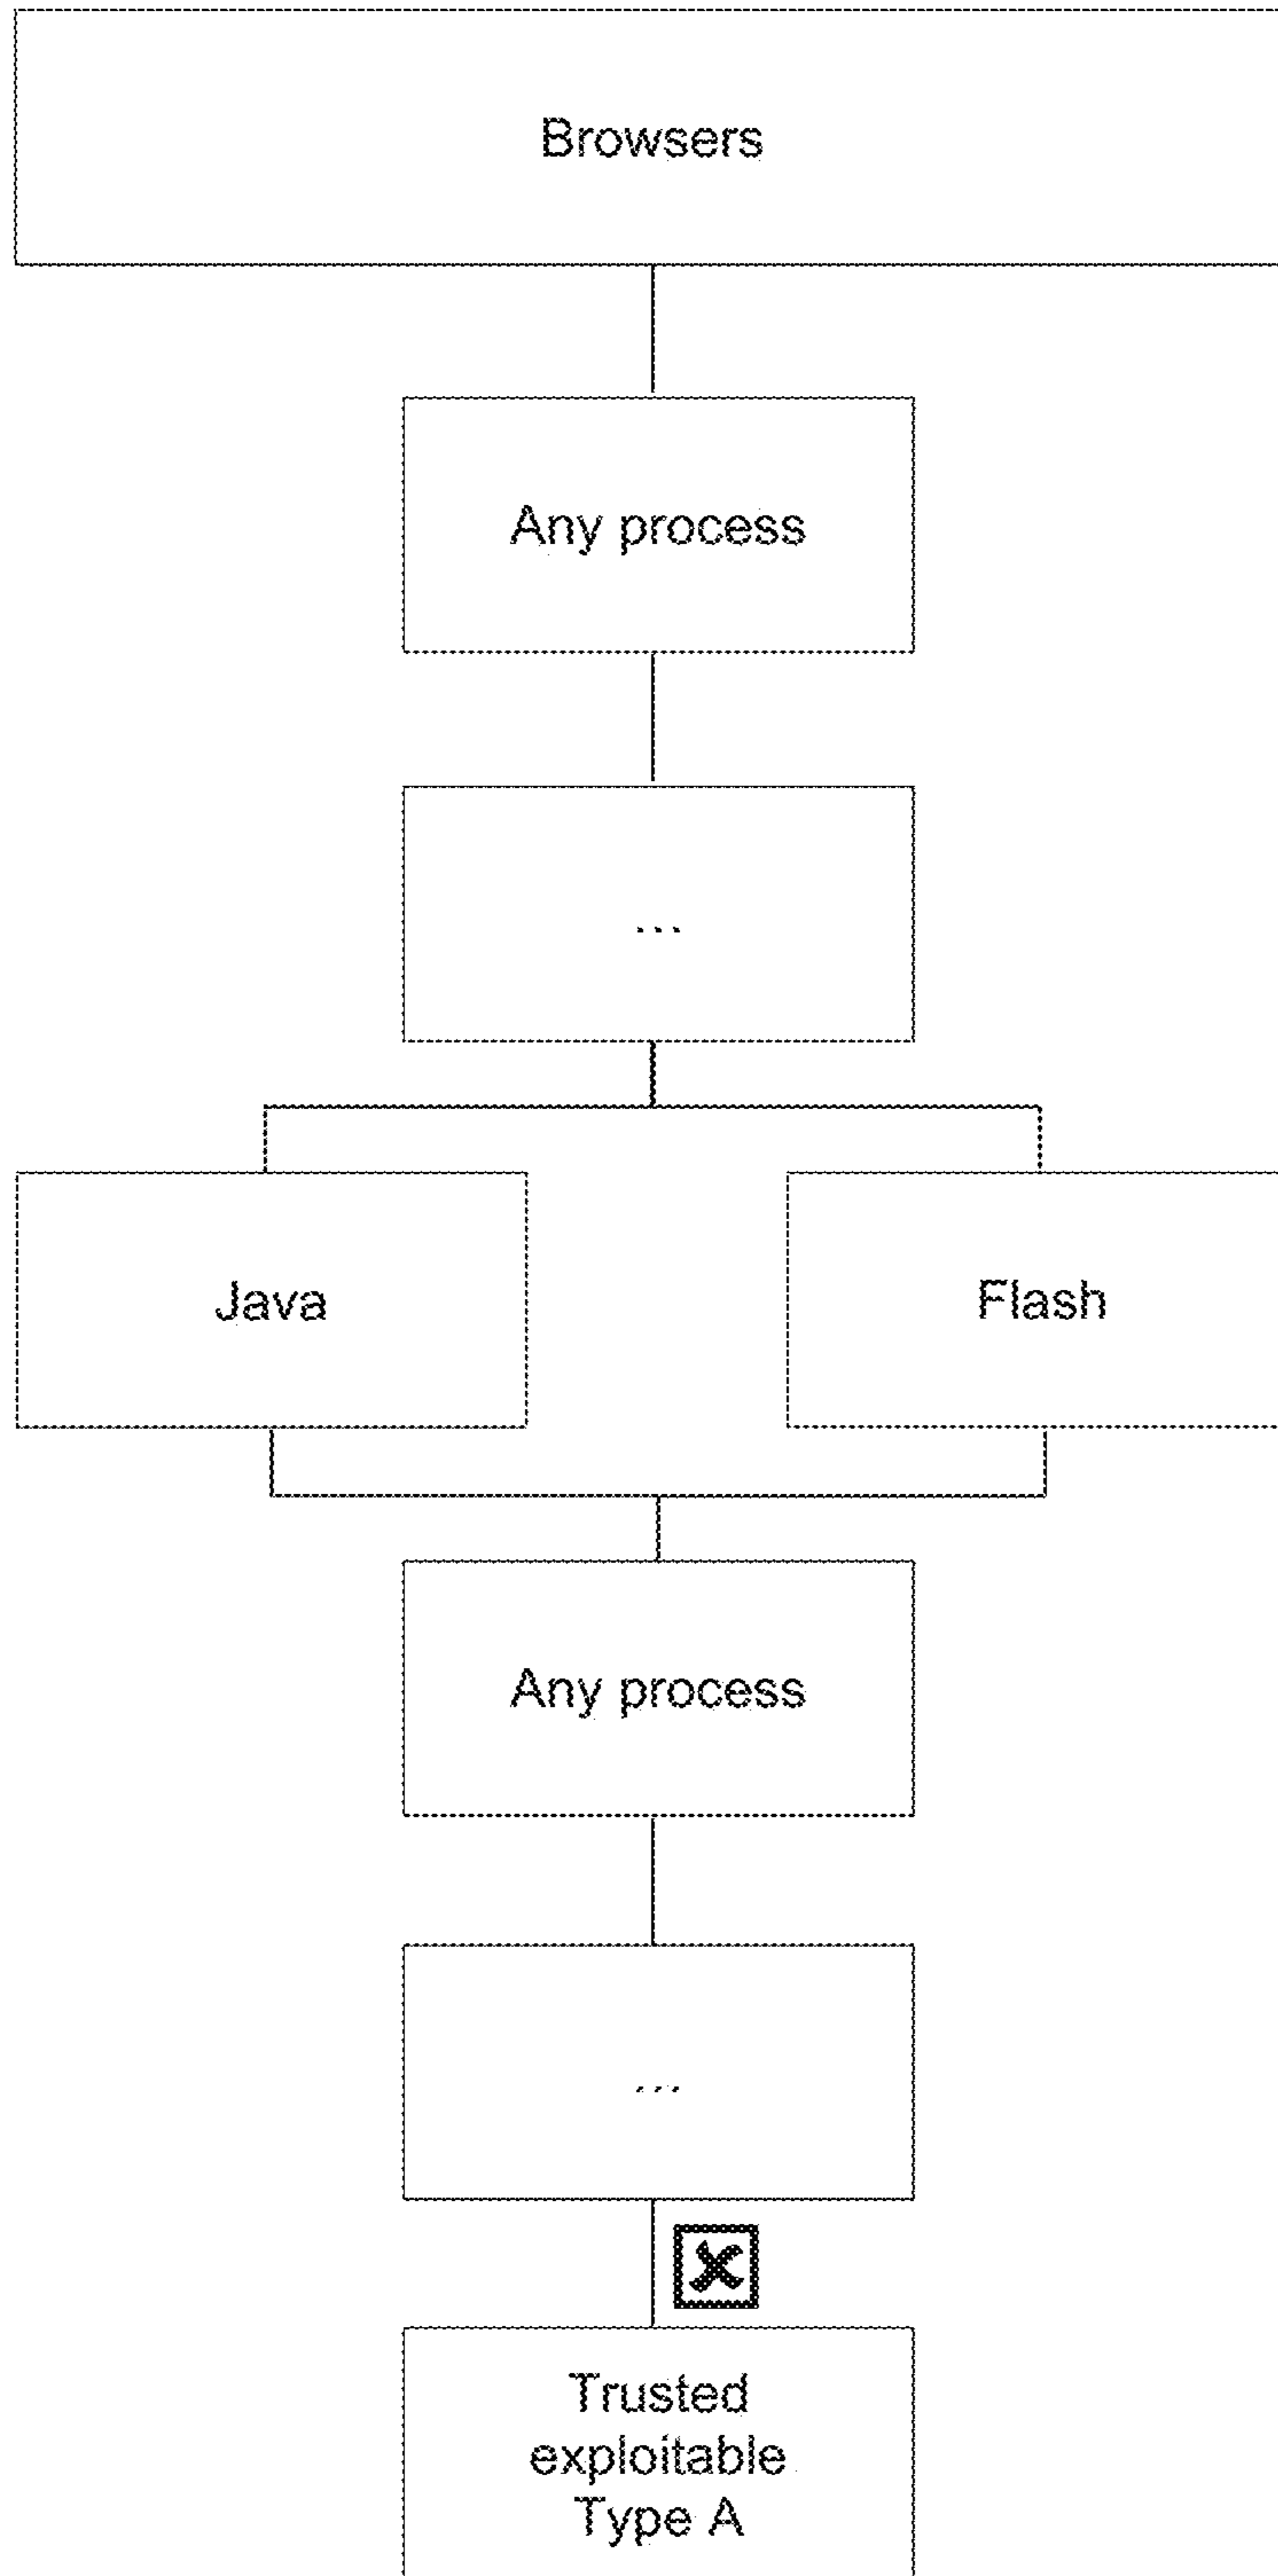 Browsers
Any process
...
Java Flash
Any process
...
Trusted
exploitable
Type A